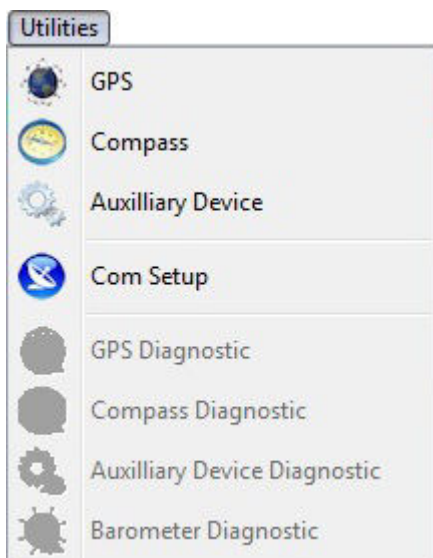 Utilities
GPS
Compass
Auxilliary Device
Com Setup
GPS Diagnostic
Compass Diagnostic
Auxilliary Device Diagnostic
Barometer Diagnostic